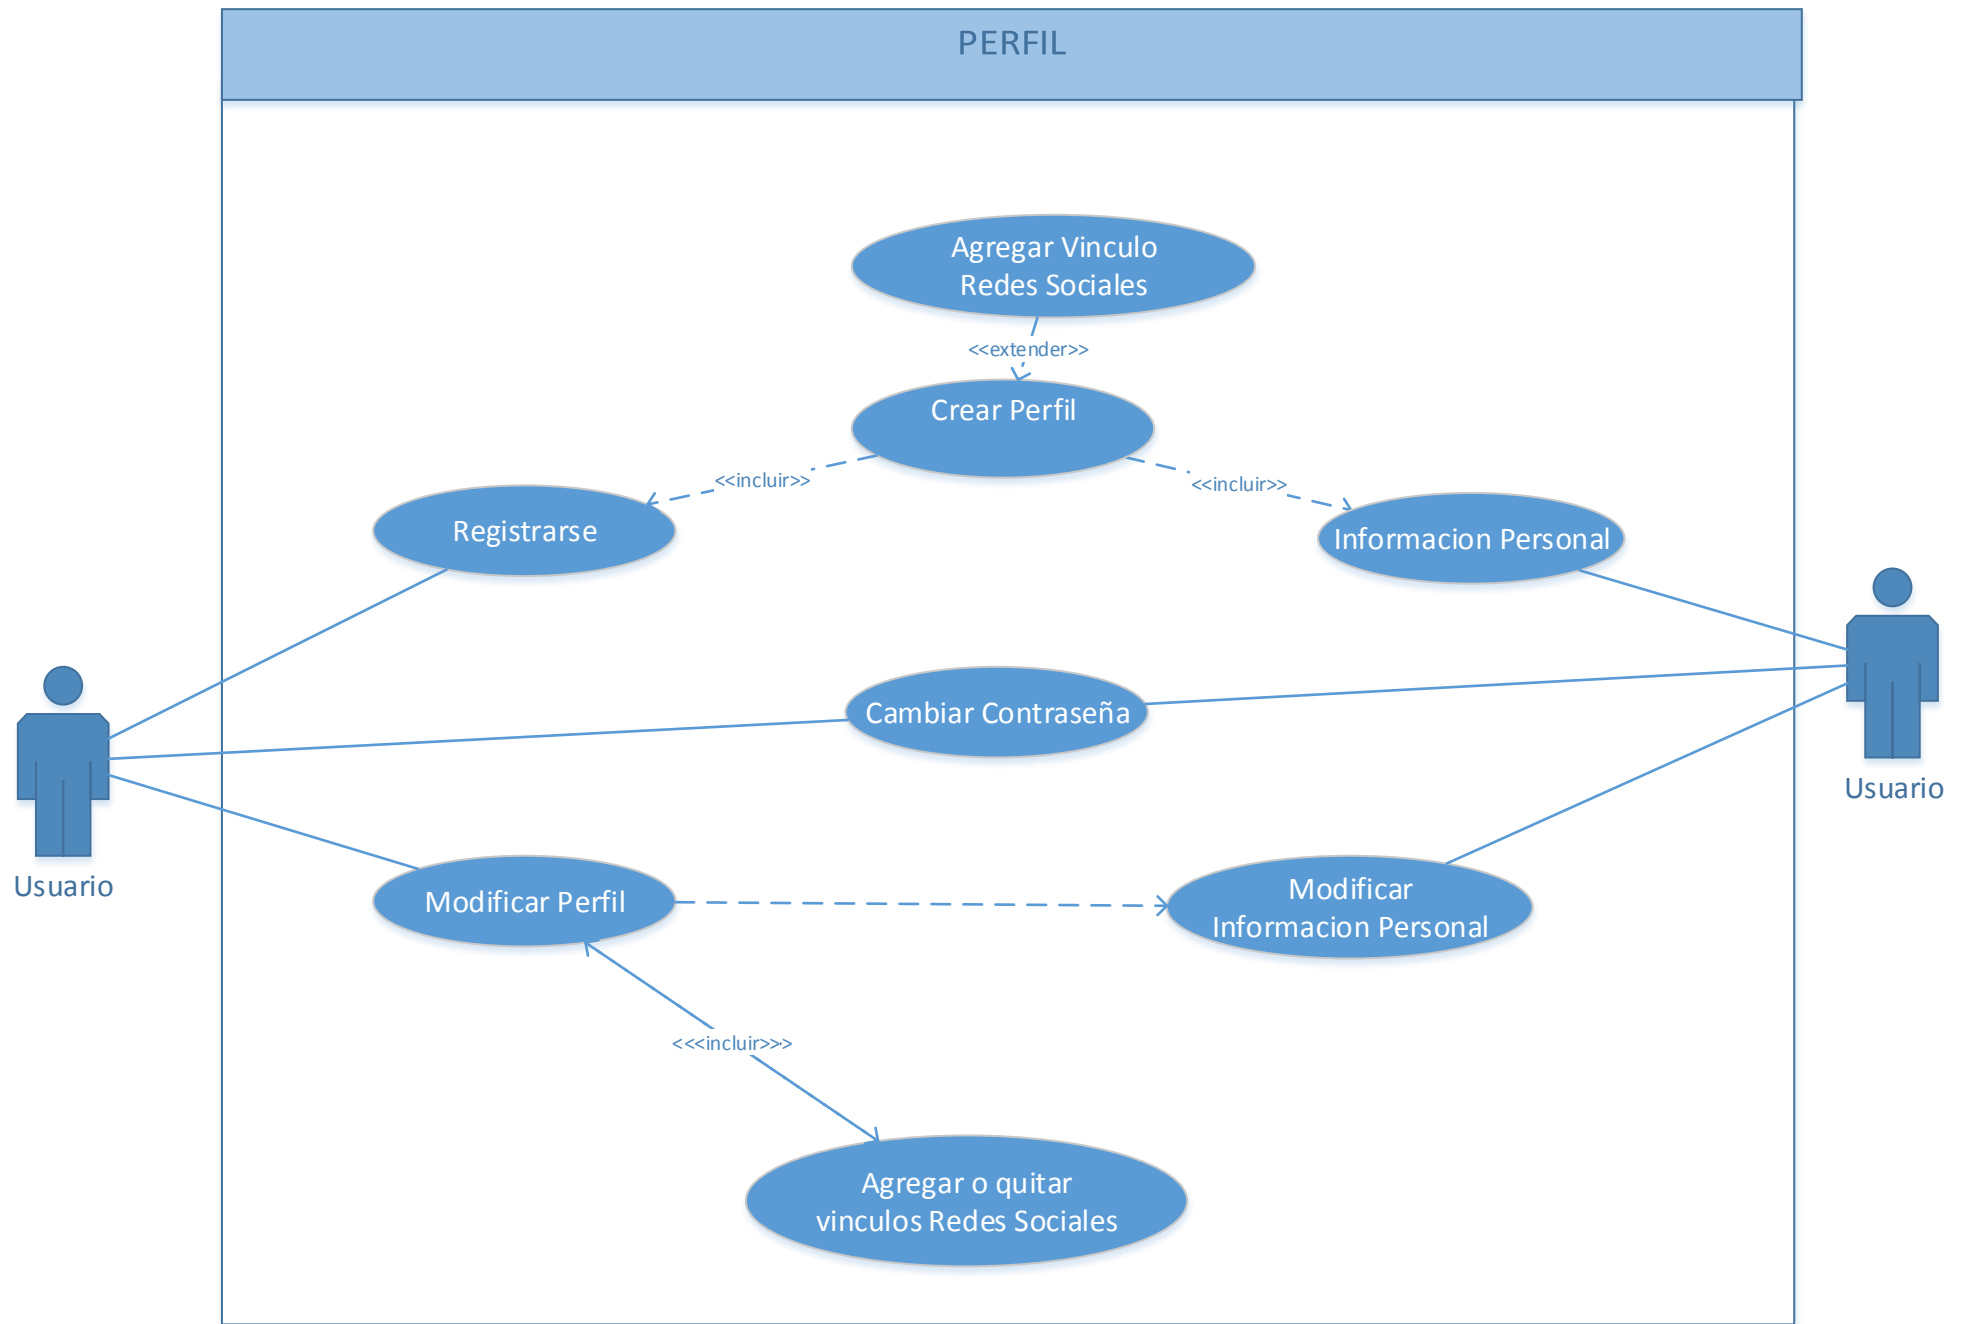 PERFIL
Agregar Vinculo
Redes Sociales
<<extender>>
Crear Perfil
<<incluir>>
<<incluir>>
Registrarse
Informacion Personal
Cambiar Contraseña
Usuario
Usuario
Modificar Perfil
Modificar
Informacion Personal
<<<incluir>>>
Agregar o quitar
vinculos Redes Sociales